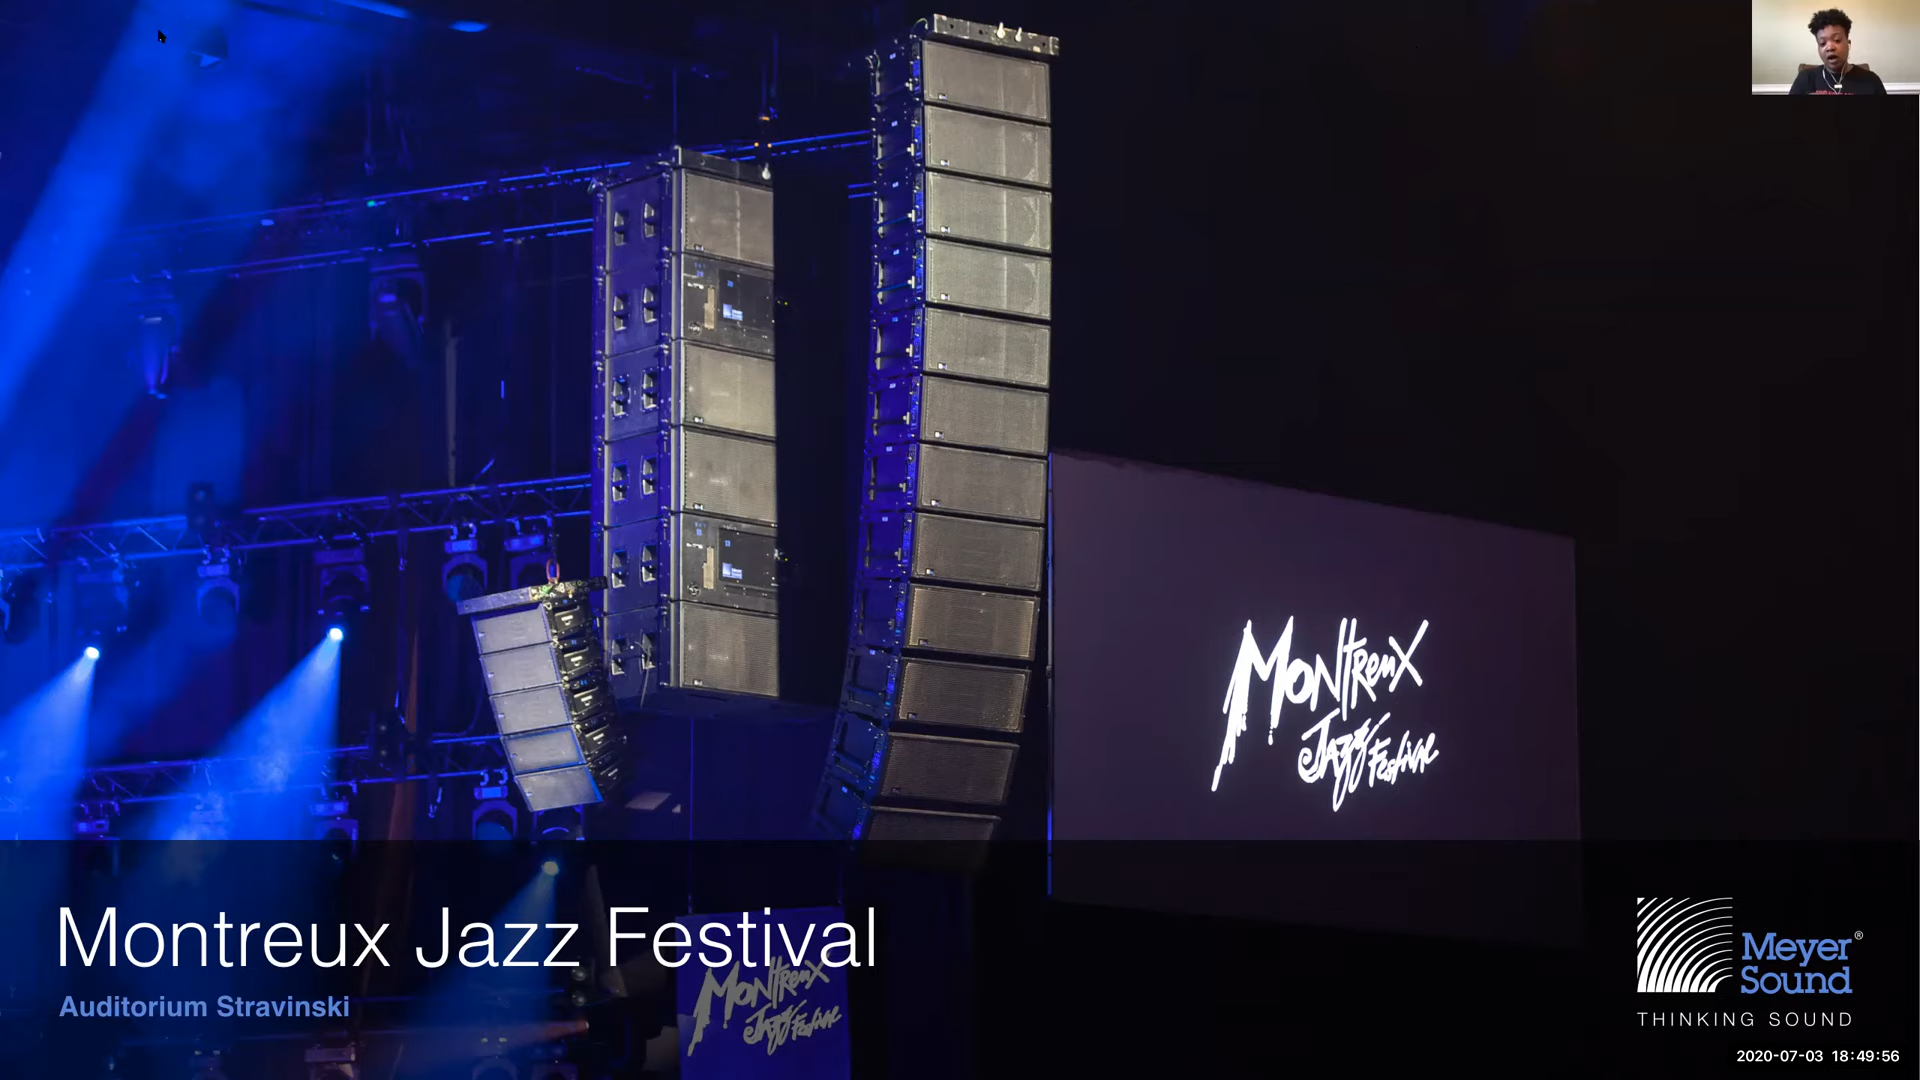 Montreux
Jazz Festival
Montreux Jazz Festival
Auditorium Stravinski
Montreux
Jazz Festival
Meyer®
Sound
THINKING SOUND
2020-07-03 18:49:56